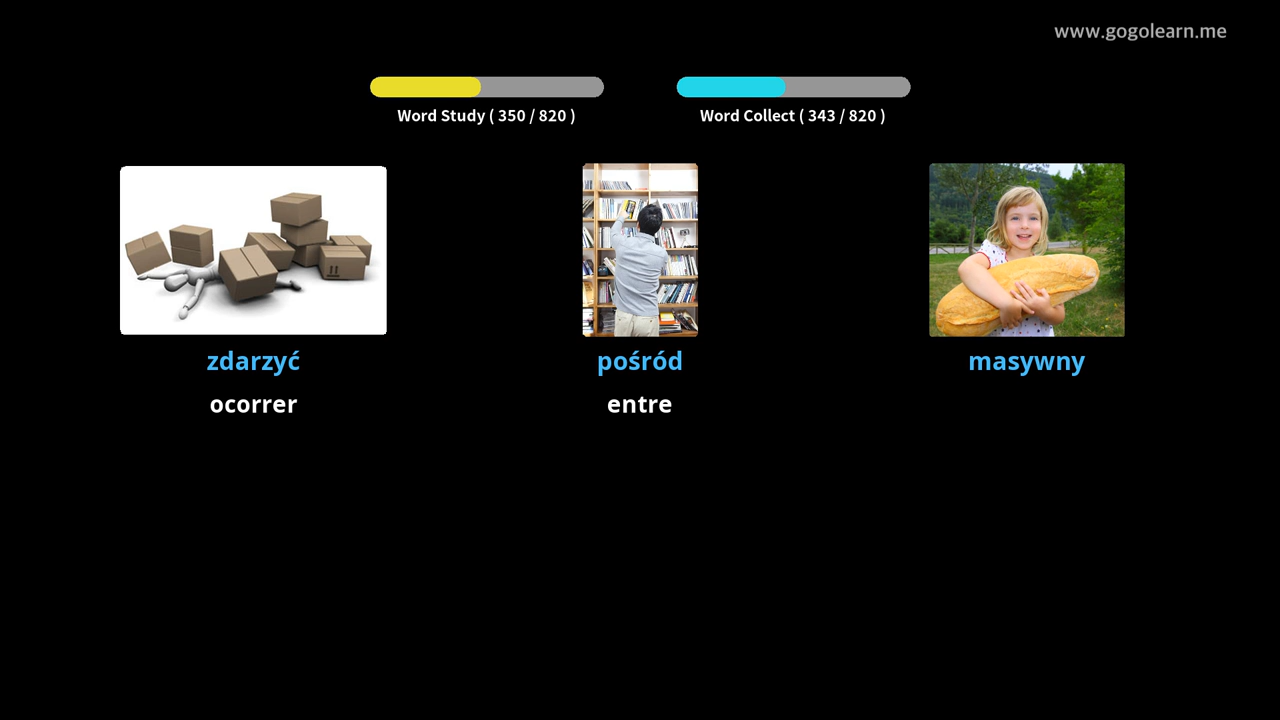 www.gogolearn.me
Word Study ( 350 / 820 )
Word Collect ( 343 / 820 )
zdarzyć
pośród
masywny
ocorrer
entre